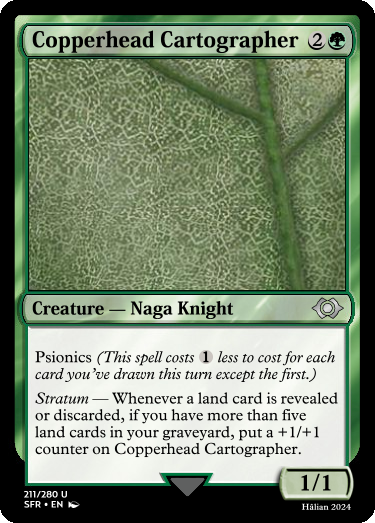 Copperhead Cartographer 2
Creature — Naga Knight
Psionics (This spell costs 1 less to cost for each
card you've drawn this turn except the first.)
Stratum — Whenever a land card is revealed
or discarded, if you have more than five
land cards in your graveyard, put a +1/+1
counter on Copperhead Cartographer.
1/1
211/280 U
SFR • EN
Hālian 2024